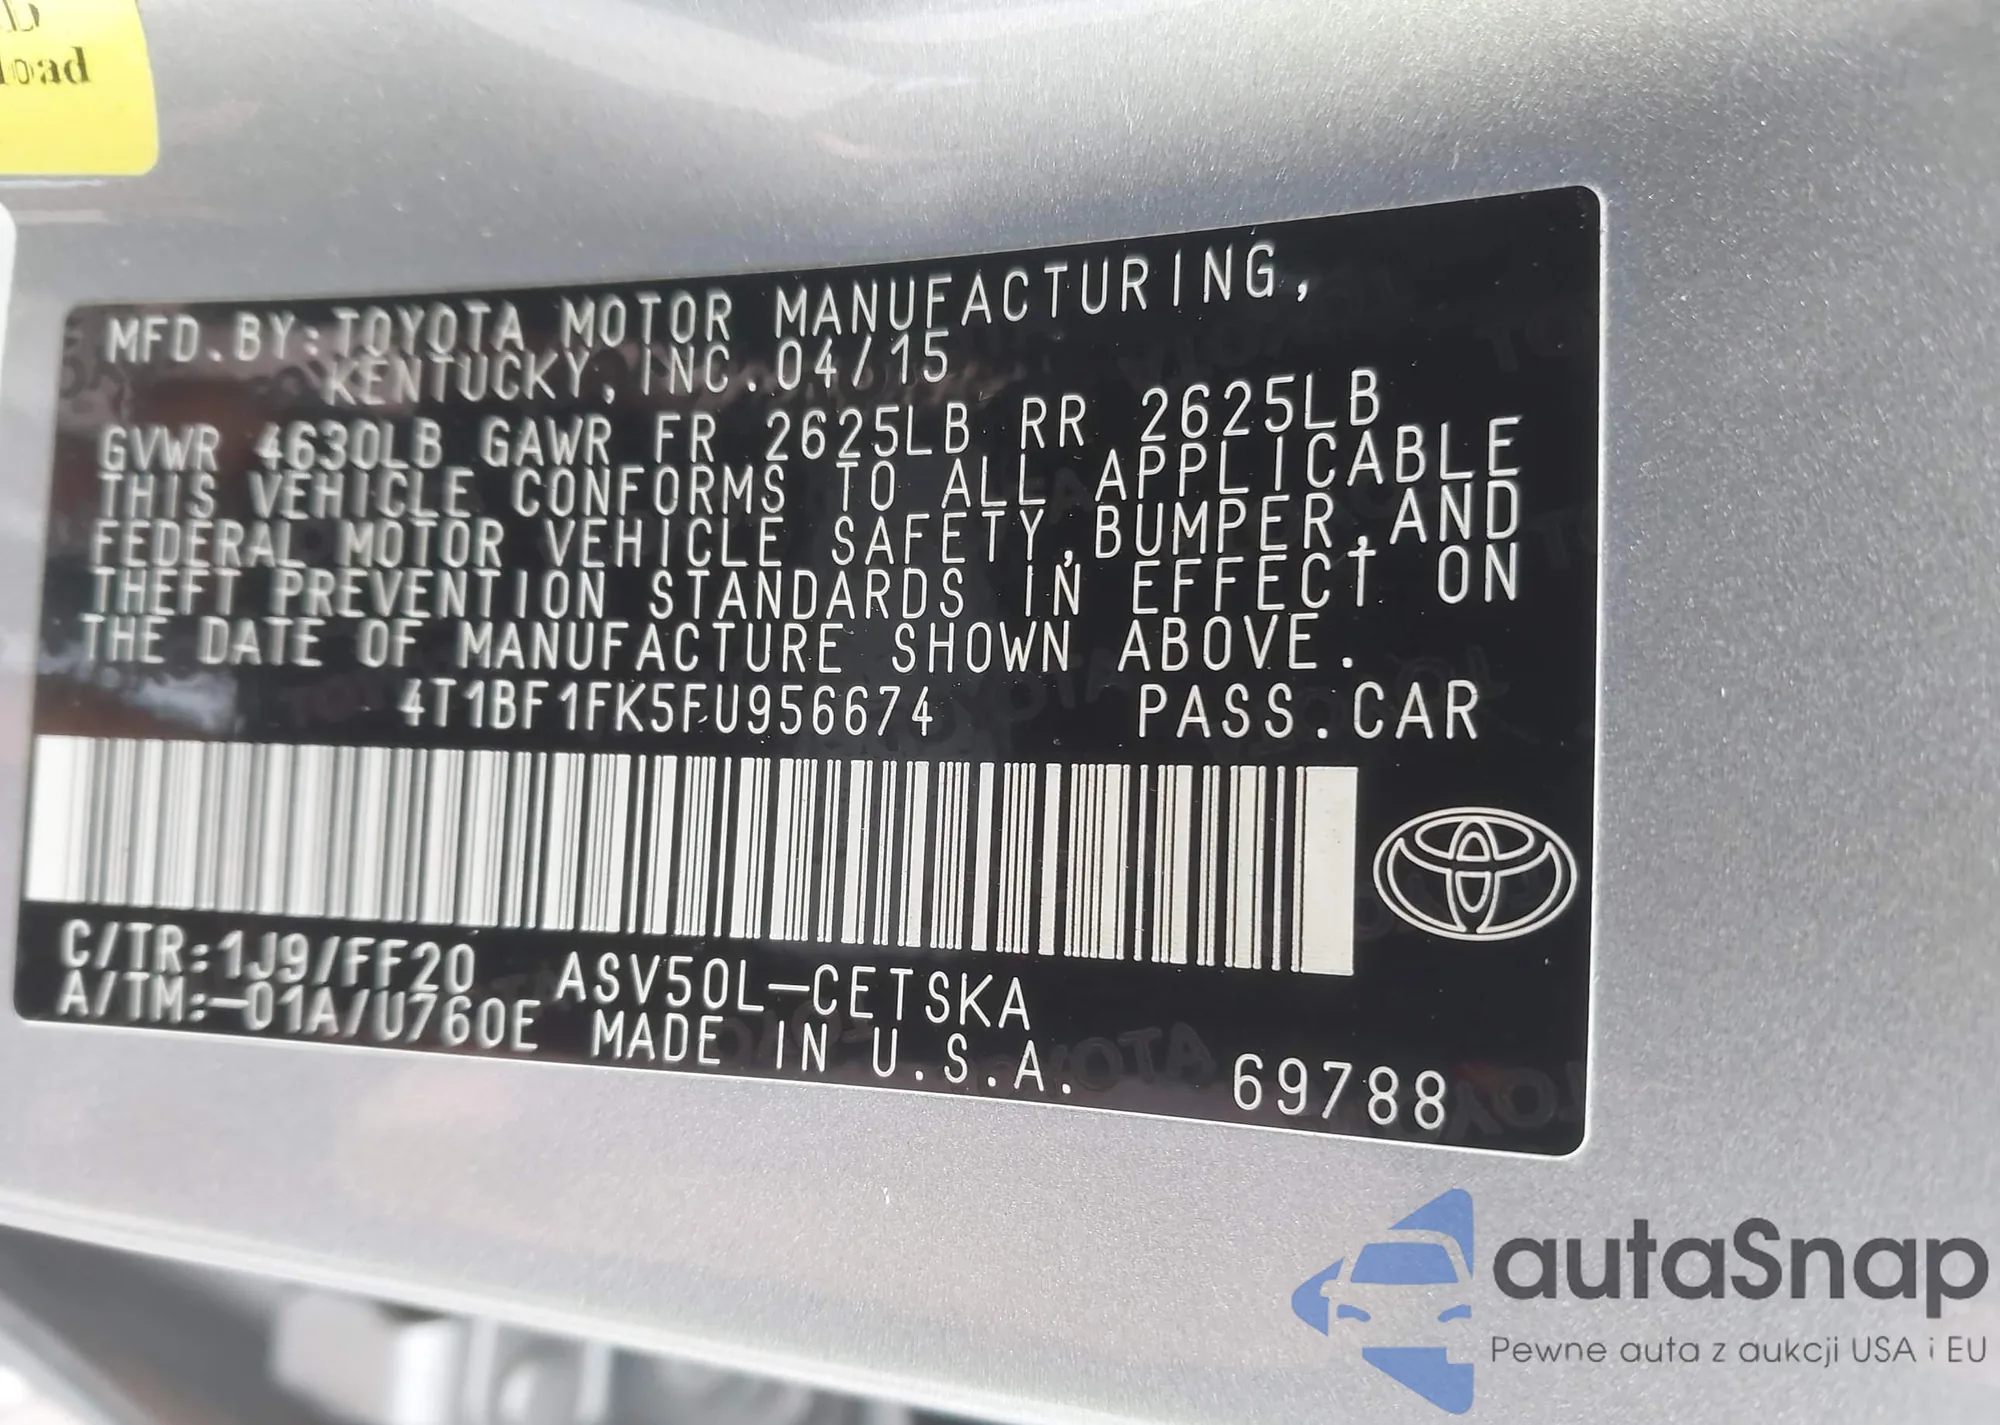 load
MFD.BY:TOYOTA MOTOR MANUFACTURING,
KENTUCKY, INC.04/15
GVWR 4630LB GAWR FR 2625LB RR 2625LB
THIS VEHICLE CONFORMS TO ALL APPLICABLE
FEDERAL MOTOR VEHICLE SAFETY,BUMPER,AND
THEFT PREVENTION STANDARDS IN EFFECT ON
THE DATE OF MANUFACTURE SHOWN ABOVE.
4T1BF1FK5FU956674 PASS.CAR
C/TR:1J9/FF20 ASV50L-CETSKA
A/TM:-01A/U760E MADE IN U.S.A. 69788
autaSnap
Pewne auta z aukcji USA i EU